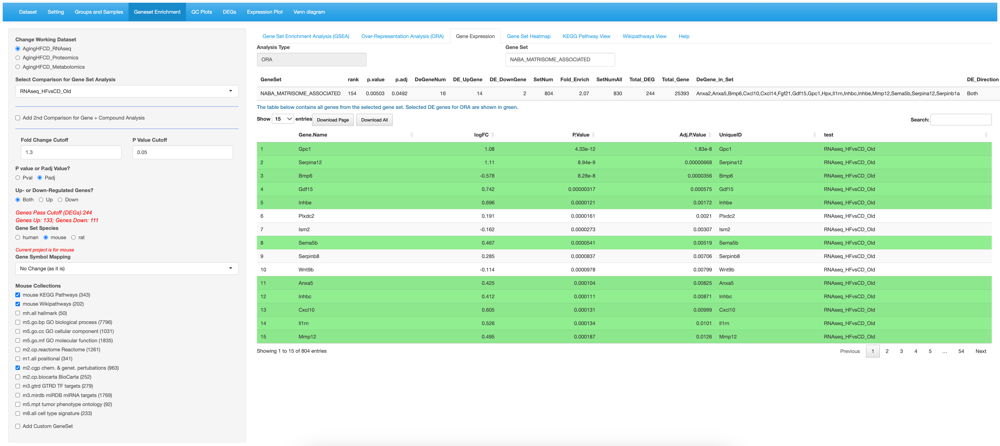 Dataset Setting Groups and Samples Geneset Enrichment QC Plots DEGs Expression Plot Venn diagram
Change Working Dataset
AgingHFCD_RNAseq
AgingHFCD_Proteomics
AgingHFCD_Metabolomics
Select Comparison for Gene Set Analysis
RNAseq_HFvsCD_Old
Add 2nd Comparison for Gene + Compound Analysis
Fold Change Cutoff P Value Cutoff
1.3 0.05
P value or P.adj Value?
Pval Padj
Up- or Down-Regulated Genes?
Both Up Down
Genes Pass Cutoff (DEGs):244
Genes Up: 133; Genes Down: 111
Gene Set Species
human mouse rat
Current project is for mouse
Gene Symbol Mapping
No Change (as it is)
Mouse Collections
mouse KEGG Pathways (343)
mouse Wikipathways (202)
mh.all hallmark (50)
m5.go.bp GO biological process (7796)
m5.go.cc GO cellular component (1031)
m5.go.mf GO molecular function (1835)
m2.cp.reactome Reactome (1261)
m1.all positional (341)
m2.cgp chem. & genet. pertubations (963)
m2.cp.biocarta BioCarta (252)
m3.gtrd GTRD TF targets (279)
m3.mirdb miRDB miRNA targets (1769)
m5.mpt tumor phenotype ontology (92)
m8.all cell type signature (233)
Add Custom GeneSet
Gene Set Enrichment Analysis (GSEA) Over-Representation Analysis (ORA) Gene Expression Gene Set Heatmap KEGG Pathway View Wikipathways View Help
Analysis Type Gene Set
ORA NABA_MATRISOME_ASSOCIATED
GeneSet rank p.value p.adj DeGeneNum DE_UpGene DE_DownGene SetNum Fold_Enrich SetNumAll Total_DEG Total_Gene DeGene_in_Set DE_Direction
NABA_MATRISOME_ASSOCIATED 154 0.00503 0.0492 16 14 2 804 2.07 830 244 25393 Anxa2,Anxa5,Bmp6,Cxcl10,Cxcl14,Fgf21,Gdf15,Gpc1,Hpx,Il1rn,Inhbc,Inhbe,Mmp12,Sema5b,Serpina12,Serpinb1a Both
The table below contains all genes from the selected gene set. Selected DE genes for ORA are shown in green.
Show 15 entries Download Page Download All Search:
Gene.Name logFC P.Value Adj.P.Value UniqueID test
1 Gpc1 1.08 4.33e-12 1.83e-8 Gpc1 RNAseq_HFvsCD_Old
2 Serpina12 1.11 8.94e-9 0.00000668 Serpina12 RNAseq_HFvsCD_Old
3 Bmp6 -0.578 8.28e-8 0.0000356 Bmp6 RNAseq_HFvsCD_Old
4 Gdf15 0.742 0.00000317 0.000575 Gdf15 RNAseq_HFvsCD_Old
5 Inhbe 0.696 0.0000121 0.00172 Inhbe RNAseq_HFvsCD_Old
6 Plxdc2 0.191 0.0000161 0.0021 Plxdc2 RNAseq_HFvsCD_Old
7 Ism2 -0.162 0.0000273 0.00307 Ism2 RNAseq_HFvsCD_Old
8 Sema5b 0.467 0.0000541 0.00519 Sema5b RNAseq_HFvsCD_Old
9 Serpinb8 0.285 0.0000837 0.00706 Serpinb8 RNAseq_HFvsCD_Old
10 Wnt9b -0.114 0.0000978 0.00799 Wnt9b RNAseq_HFvsCD_Old
11 Anxa5 0.425 0.000104 0.00825 Anxa5 RNAseq_HFvsCD_Old
12 Inhbc 0.412 0.000111 0.00871 Inhbc RNAseq_HFvsCD_Old
13 Cxcl10 0.605 0.000131 0.00999 Cxcl10 RNAseq_HFvsCD_Old
14 Il1rn 0.526 0.000134 0.0101 Il1rn RNAseq_HFvsCD_Old
15 Mmp12 0.495 0.000187 0.0126 Mmp12 RNAseq_HFvsCD_Old
Showing 1 to 15 of 804 entries Previous 1 2 3 4 5 … 54 Next